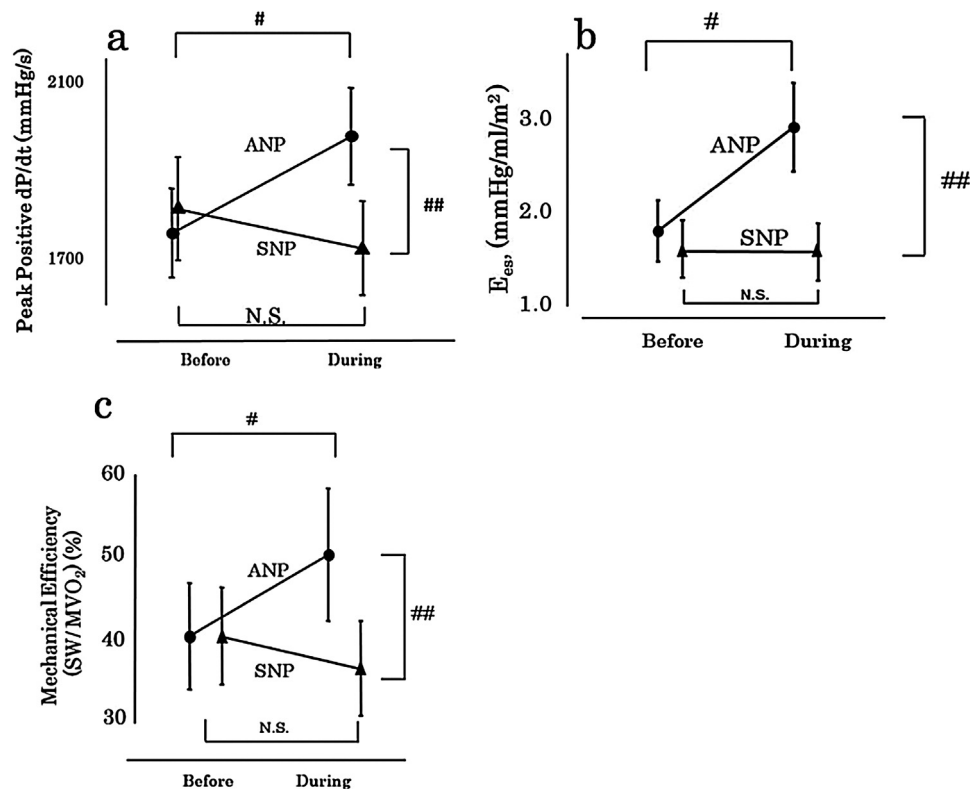 a
#
Peak Positive dP/dt (mmHg/s)
2100
1700
ANP
SNP
##
N.S.
Before During
b
#
Ees, (mmHg/ml/m²)
3.0
2.0
1.0
ANP
SNP
##
N.S.
Before During
c
#
Mechanical Efficiency
(SW/MVO₂) (%)
60
50
40
30
ANP
SNP
##
N.S.
Before During